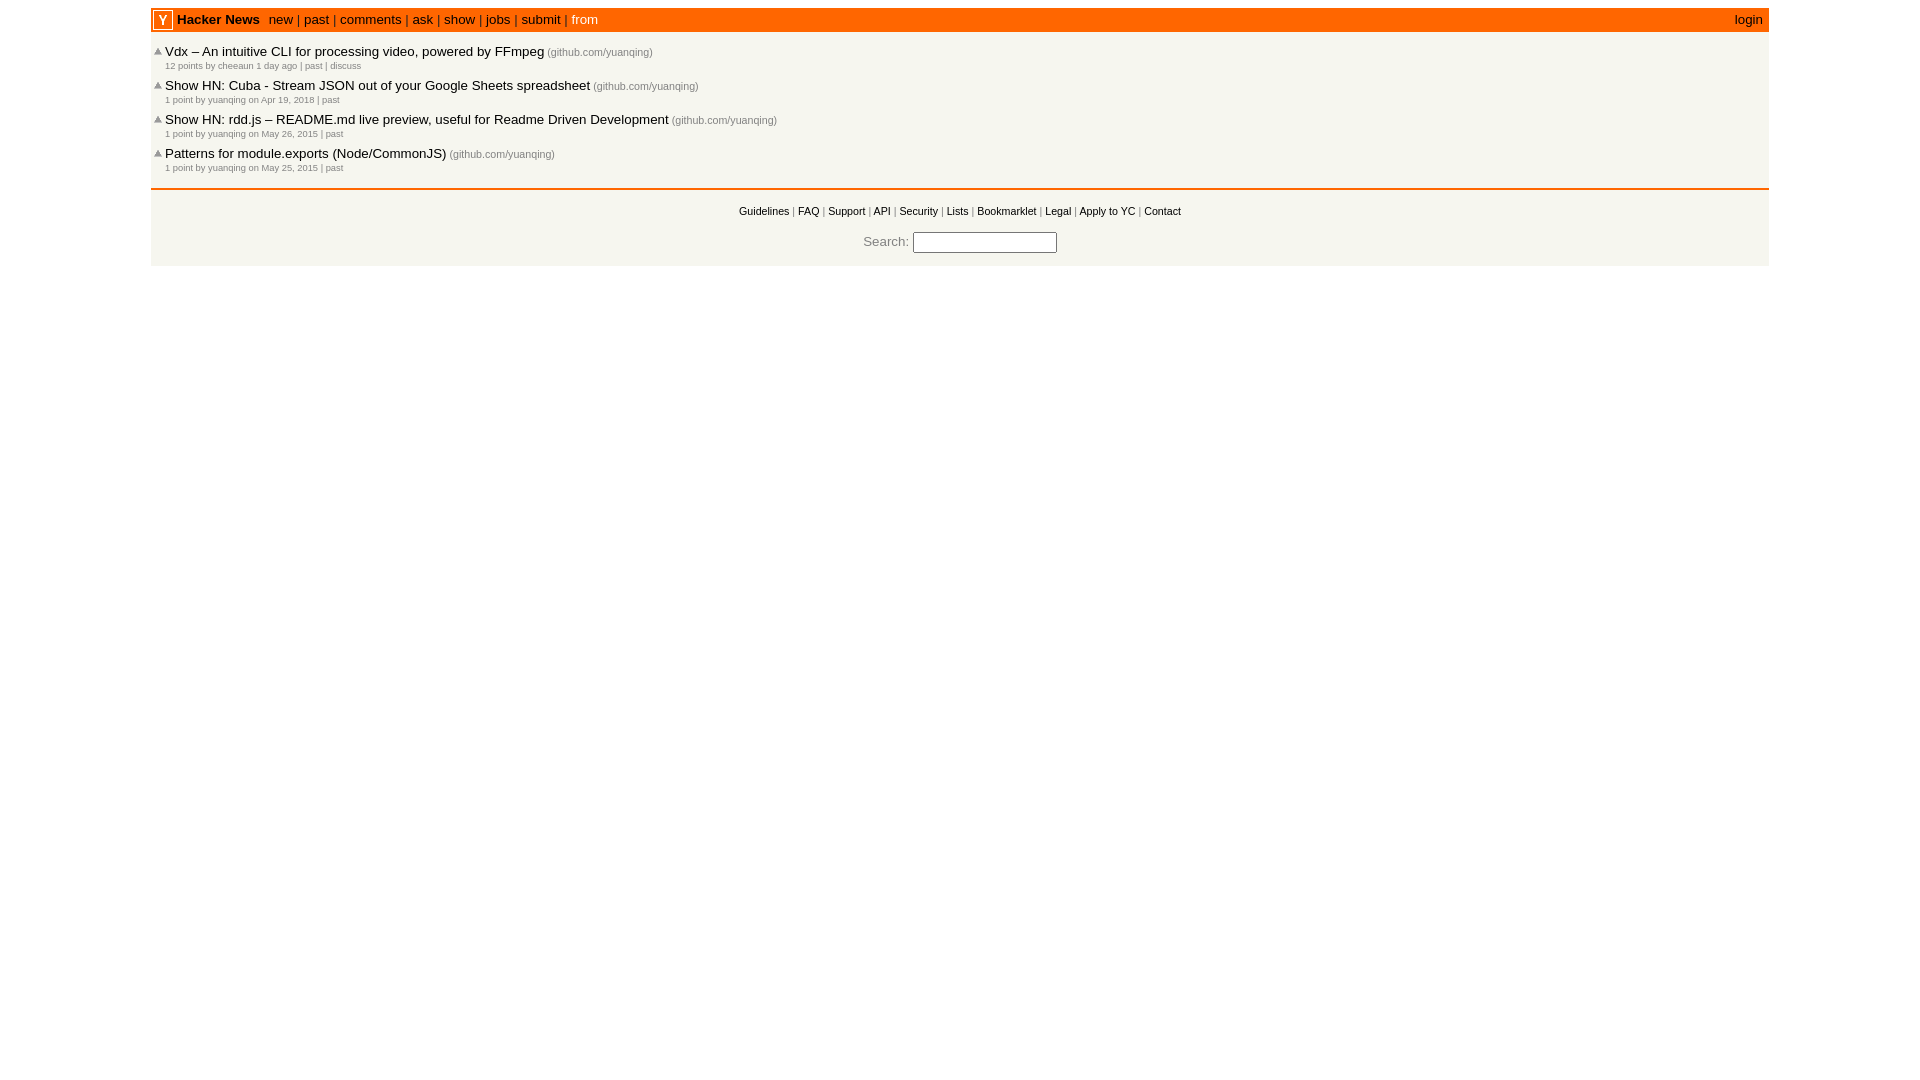 Y Hacker News new | past | comments | ask | show | jobs | submit | from login
Vdx – An intuitive CLI for processing video, powered by FFmpeg (github.com/yuanqing)
12 points by cheeaun 1 day ago | past | discuss
Show HN: Cuba - Stream JSON out of your Google Sheets spreadsheet (github.com/yuanqing)
1 point by yuanqing on Apr 19, 2018 | past
Show HN: rdd.js – README.md live preview, useful for Readme Driven Development (github.com/yuanqing)
1 point by yuanqing on May 26, 2015 | past
Patterns for module.exports (Node/CommonJS) (github.com/yuanqing)
1 point by yuanqing on May 25, 2015 | past
Guidelines | FAQ | Support | API | Security | Lists | Bookmarklet | Legal | Apply to YC | Contact
Search: